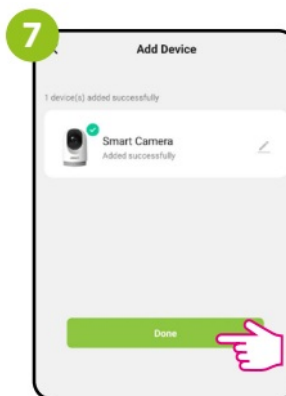 7
Add Device
1 device(s) added successfully
Smart Camera
Added successfully
Done